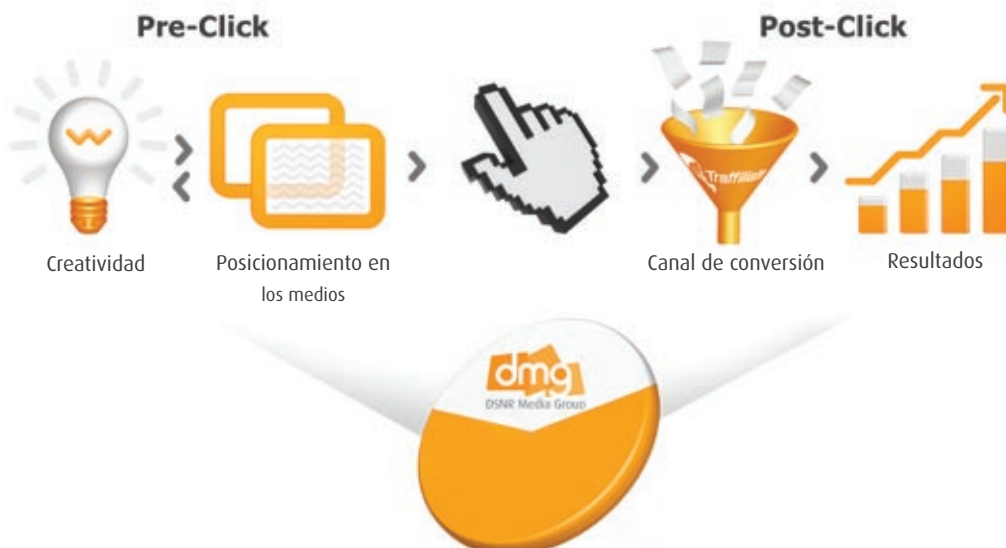 Pre-Click
Post-Click
Creatividad
Posicionamiento en
los medios
Canal de conversión
Resultados
dmg
DSNR Media Group